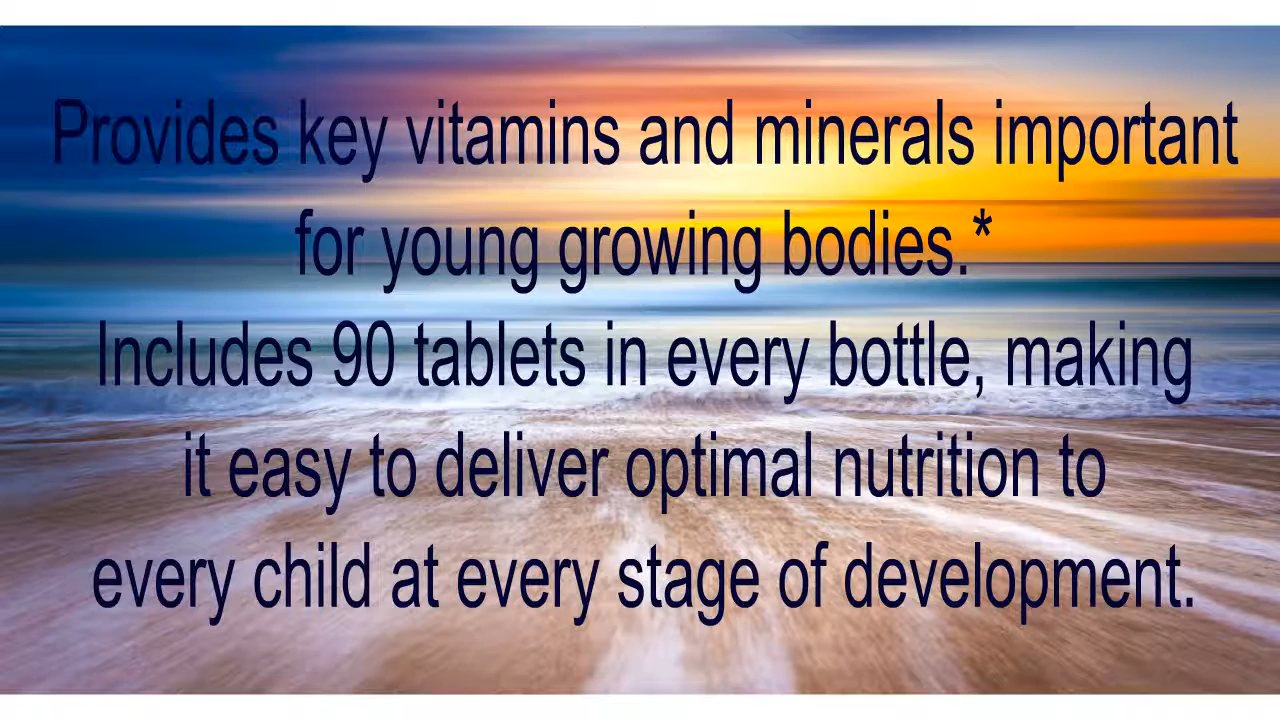 Provides key vitamins and minerals important
for young growing bodies.*
Includes 90 tablets in every bottle, making
it easy to deliver optimal nutrition to
every child at every stage of development.